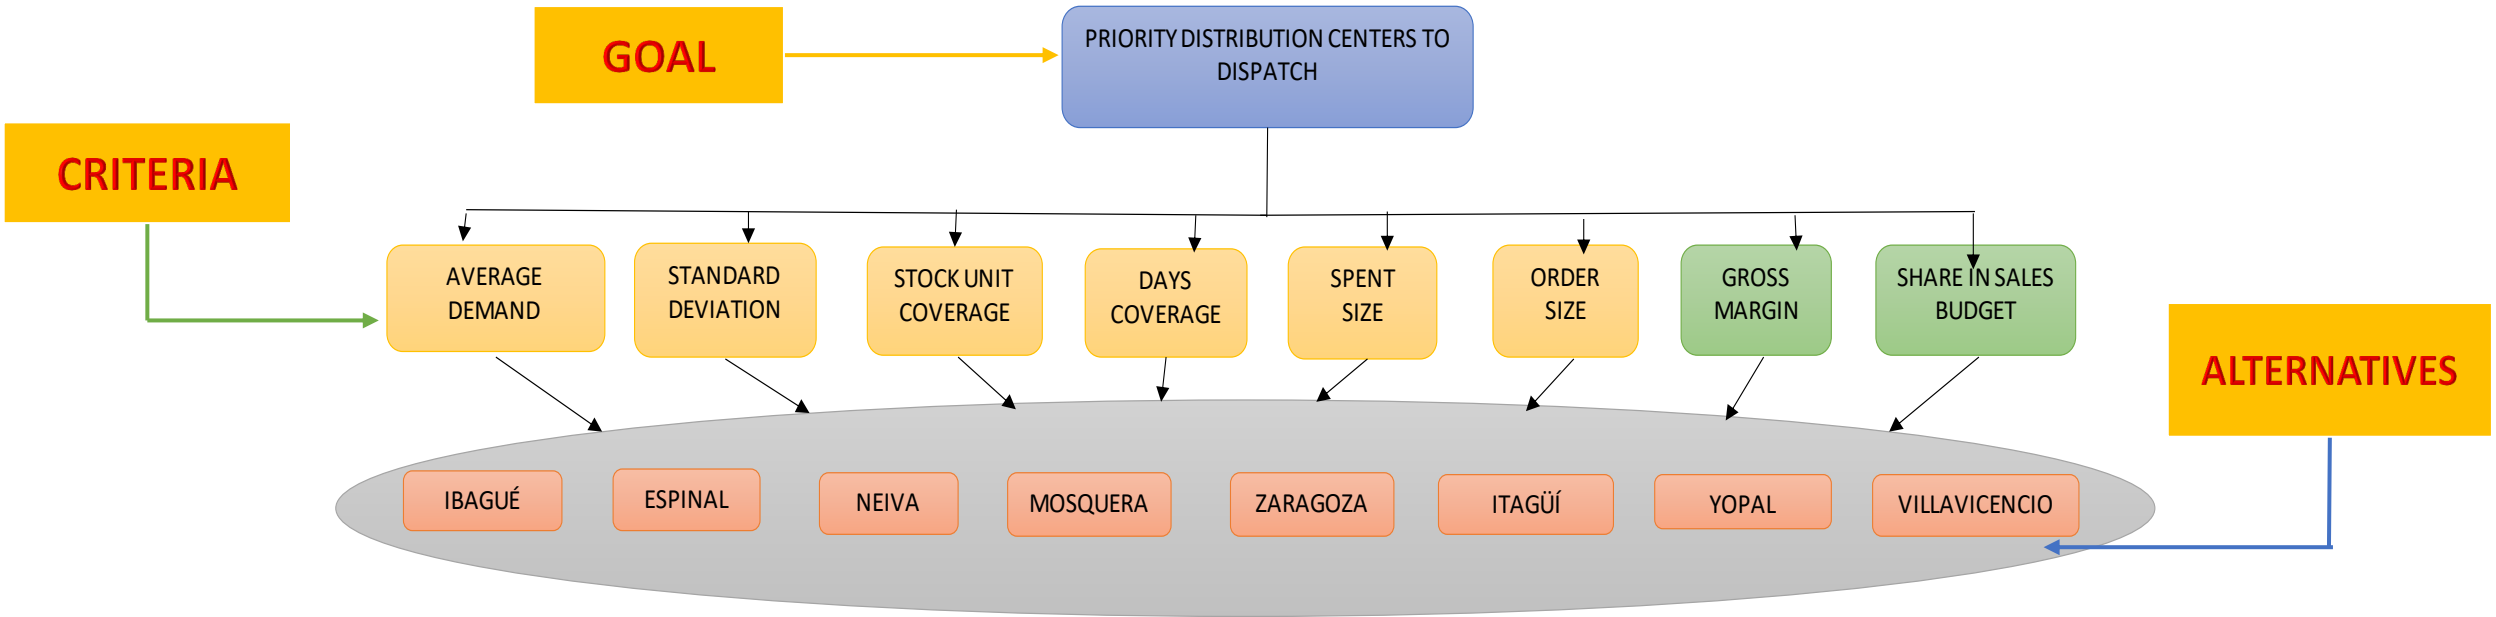 GOAL
PRIORITY DISTRIBUTION CENTERS TO
DISPATCH
CRITERIA
AVERAGE
DEMAND
STANDARD
DEVIATION
STOCK UNIT
COVERAGE
DAYS
COVERAGE
SPENT
SIZE
ORDER
SIZE
GROSS
MARGIN
SHARE IN SALES
BUDGET
ALTERNATIVES
IBAGUÉ
ESPINAL
NEIVA
MOSQUERA
ZARAGOZA
ITAGÜÍ
YOPAL
VILLAVICENCIO